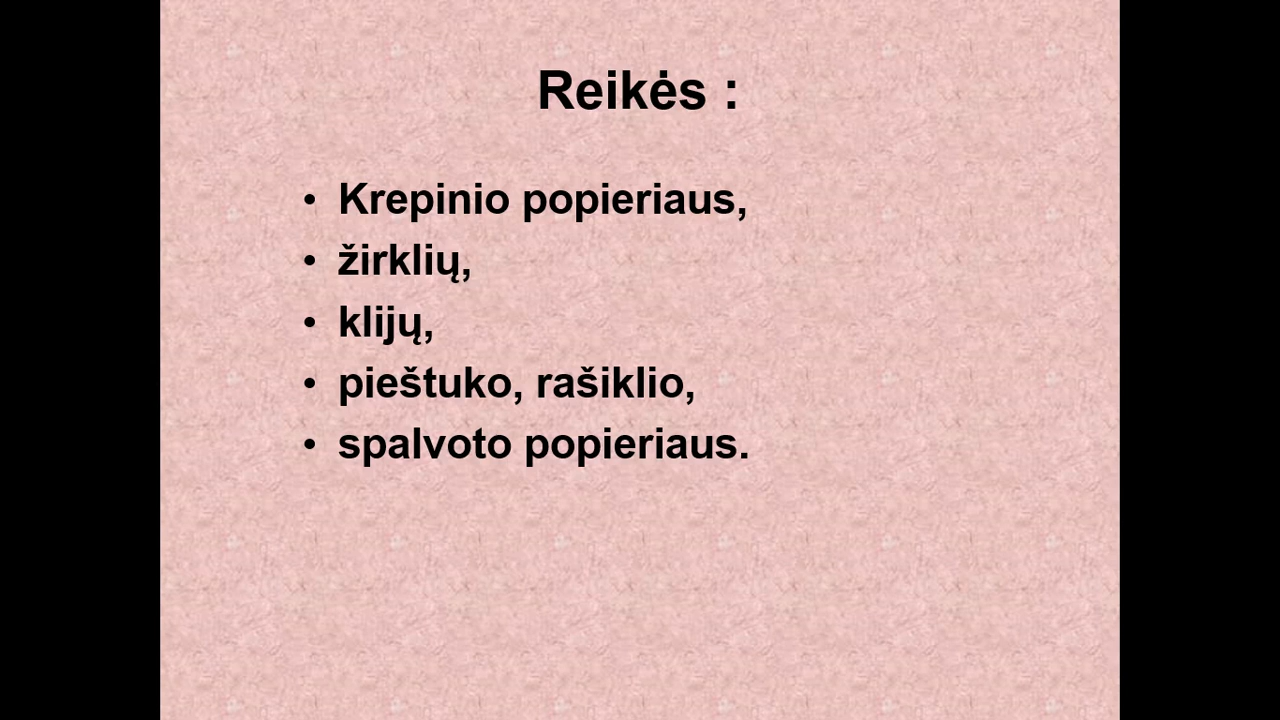 Reikės :
• Krepinio popieriaus,
• žirklių,
• klijų,
• pieštuko, rašiklio,
• spalvoto popieriaus.